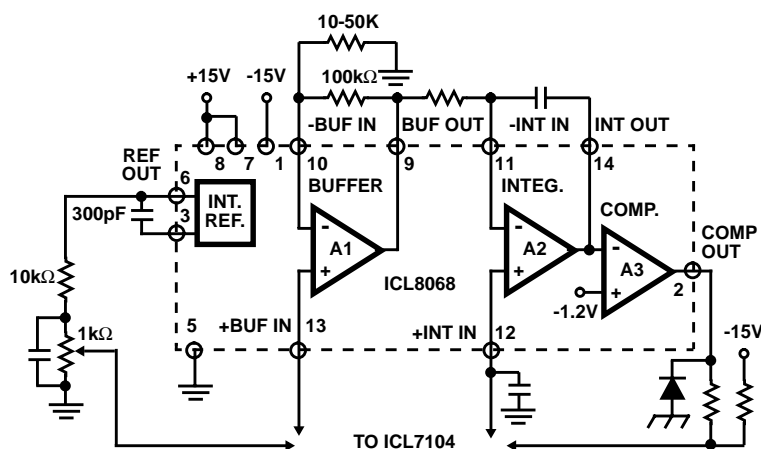 10-50K
+15V
-15V
100kΩ
-BUF IN
BUF OUT
-INT IN
INT OUT
8
7
1
10
9
11
14
REF
OUT
6
BUFFER
INTEG.
300pF
3
INT.
REF.
COMP.
COMP
OUT
-
A1
+
-
A2
+
-
A3
+
ICL8068
10kΩ
-1.2V
2
1kΩ
5
+BUF IN
13
+INT IN
12
-15V
TO ICL7104